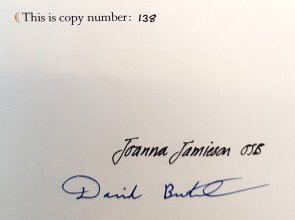 This is copy number: 138
Joanna Jamieson OSB
David